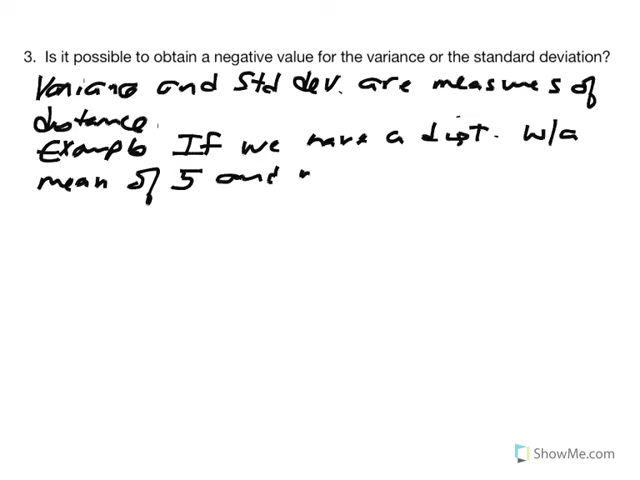 3. Is it possible to obtain a negative value for the variance or the standard deviation?
Variance and Std dev. are measures of
distance.
Example If we have a dist. w/a
mean of 5 and
ShowMe.com